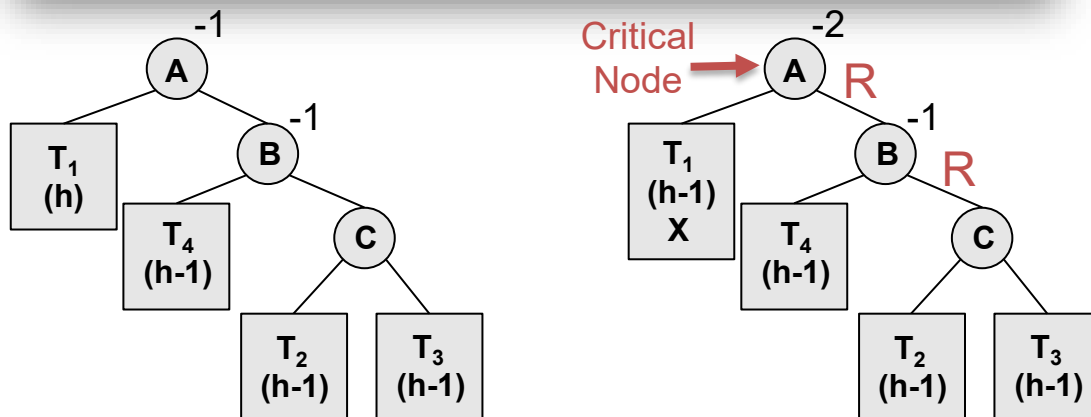 -1
A
-1
B
T₁
(h)
T₄
(h-1)
C
T₂
(h-1)
T₃
(h-1)
Critical
Node
-2
A
R
-1
B
R
T₁
(h-1)
X
T₄
(h-1)
C
T₂
(h-1)
T₃
(h-1)